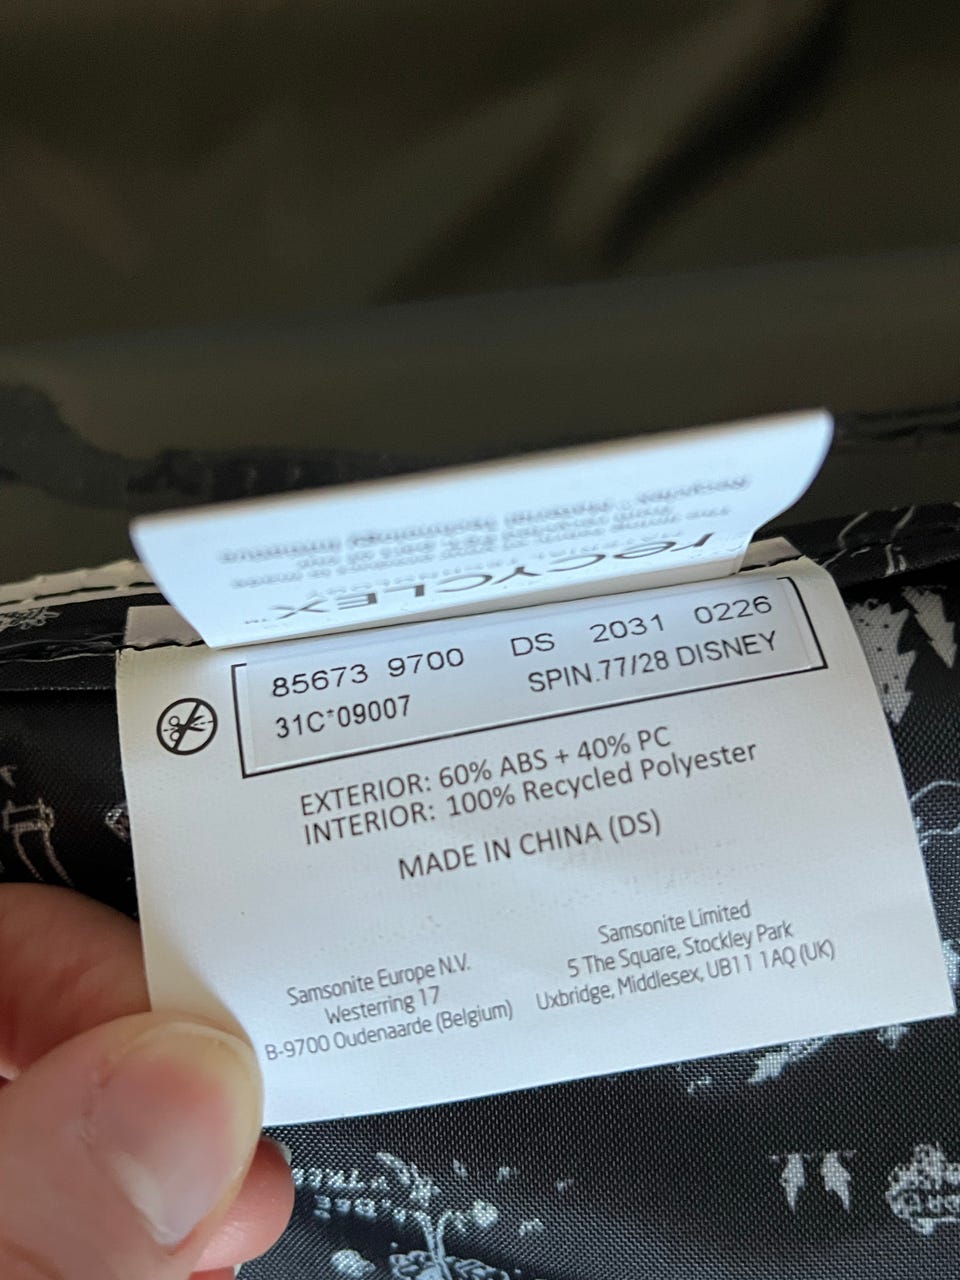 recyclex™
85673 9700 DS 2031 0226
31C*09007 SPIN.77/28 DISNEY
EXTERIOR: 60% ABS + 40% PC
INTERIOR: 100% Recycled Polyester
MADE IN CHINA (DS)
Samsonite Europe N.V.
Westerring 17
B-9700 Oudenaarde (Belgium)
Samsonite Limited
5 The Square, Stockley Park
Uxbridge, Middlesex, UB11 1AQ (UK)